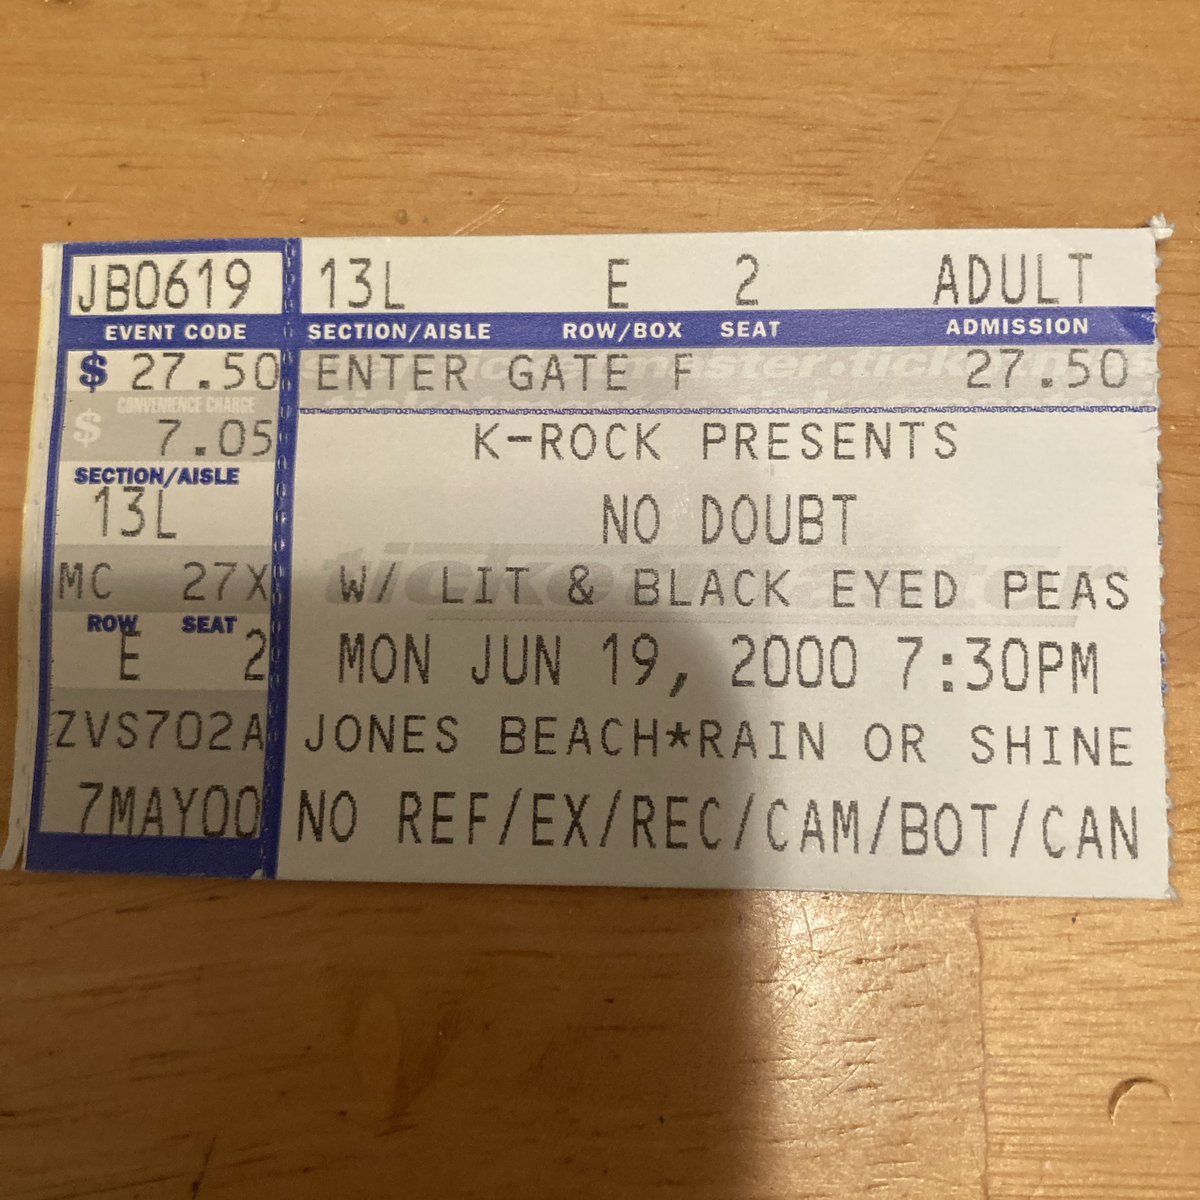 JB0619
EVENT CODE
$ 27.50
CONVENIENCE CHARGE
$ 7.05
SECTION/AISLE
13L
MC 27X
ROW SEAT
E 2
ZVS702A
7MAY00
13L E 2 ADULT
SECTION/AISLE ROW/BOX SEAT ADMISSION
ENTER GATE F 27.50
K-ROCK PRESENTS
NO DOUBT
ticketmaster
W/ LIT & BLACK EYED PEAS
MON JUN 19, 2000 7:30PM
JONES BEACH*RAIN OR SHINE
NO REF/EX/REC/CAM/BOT/CAN